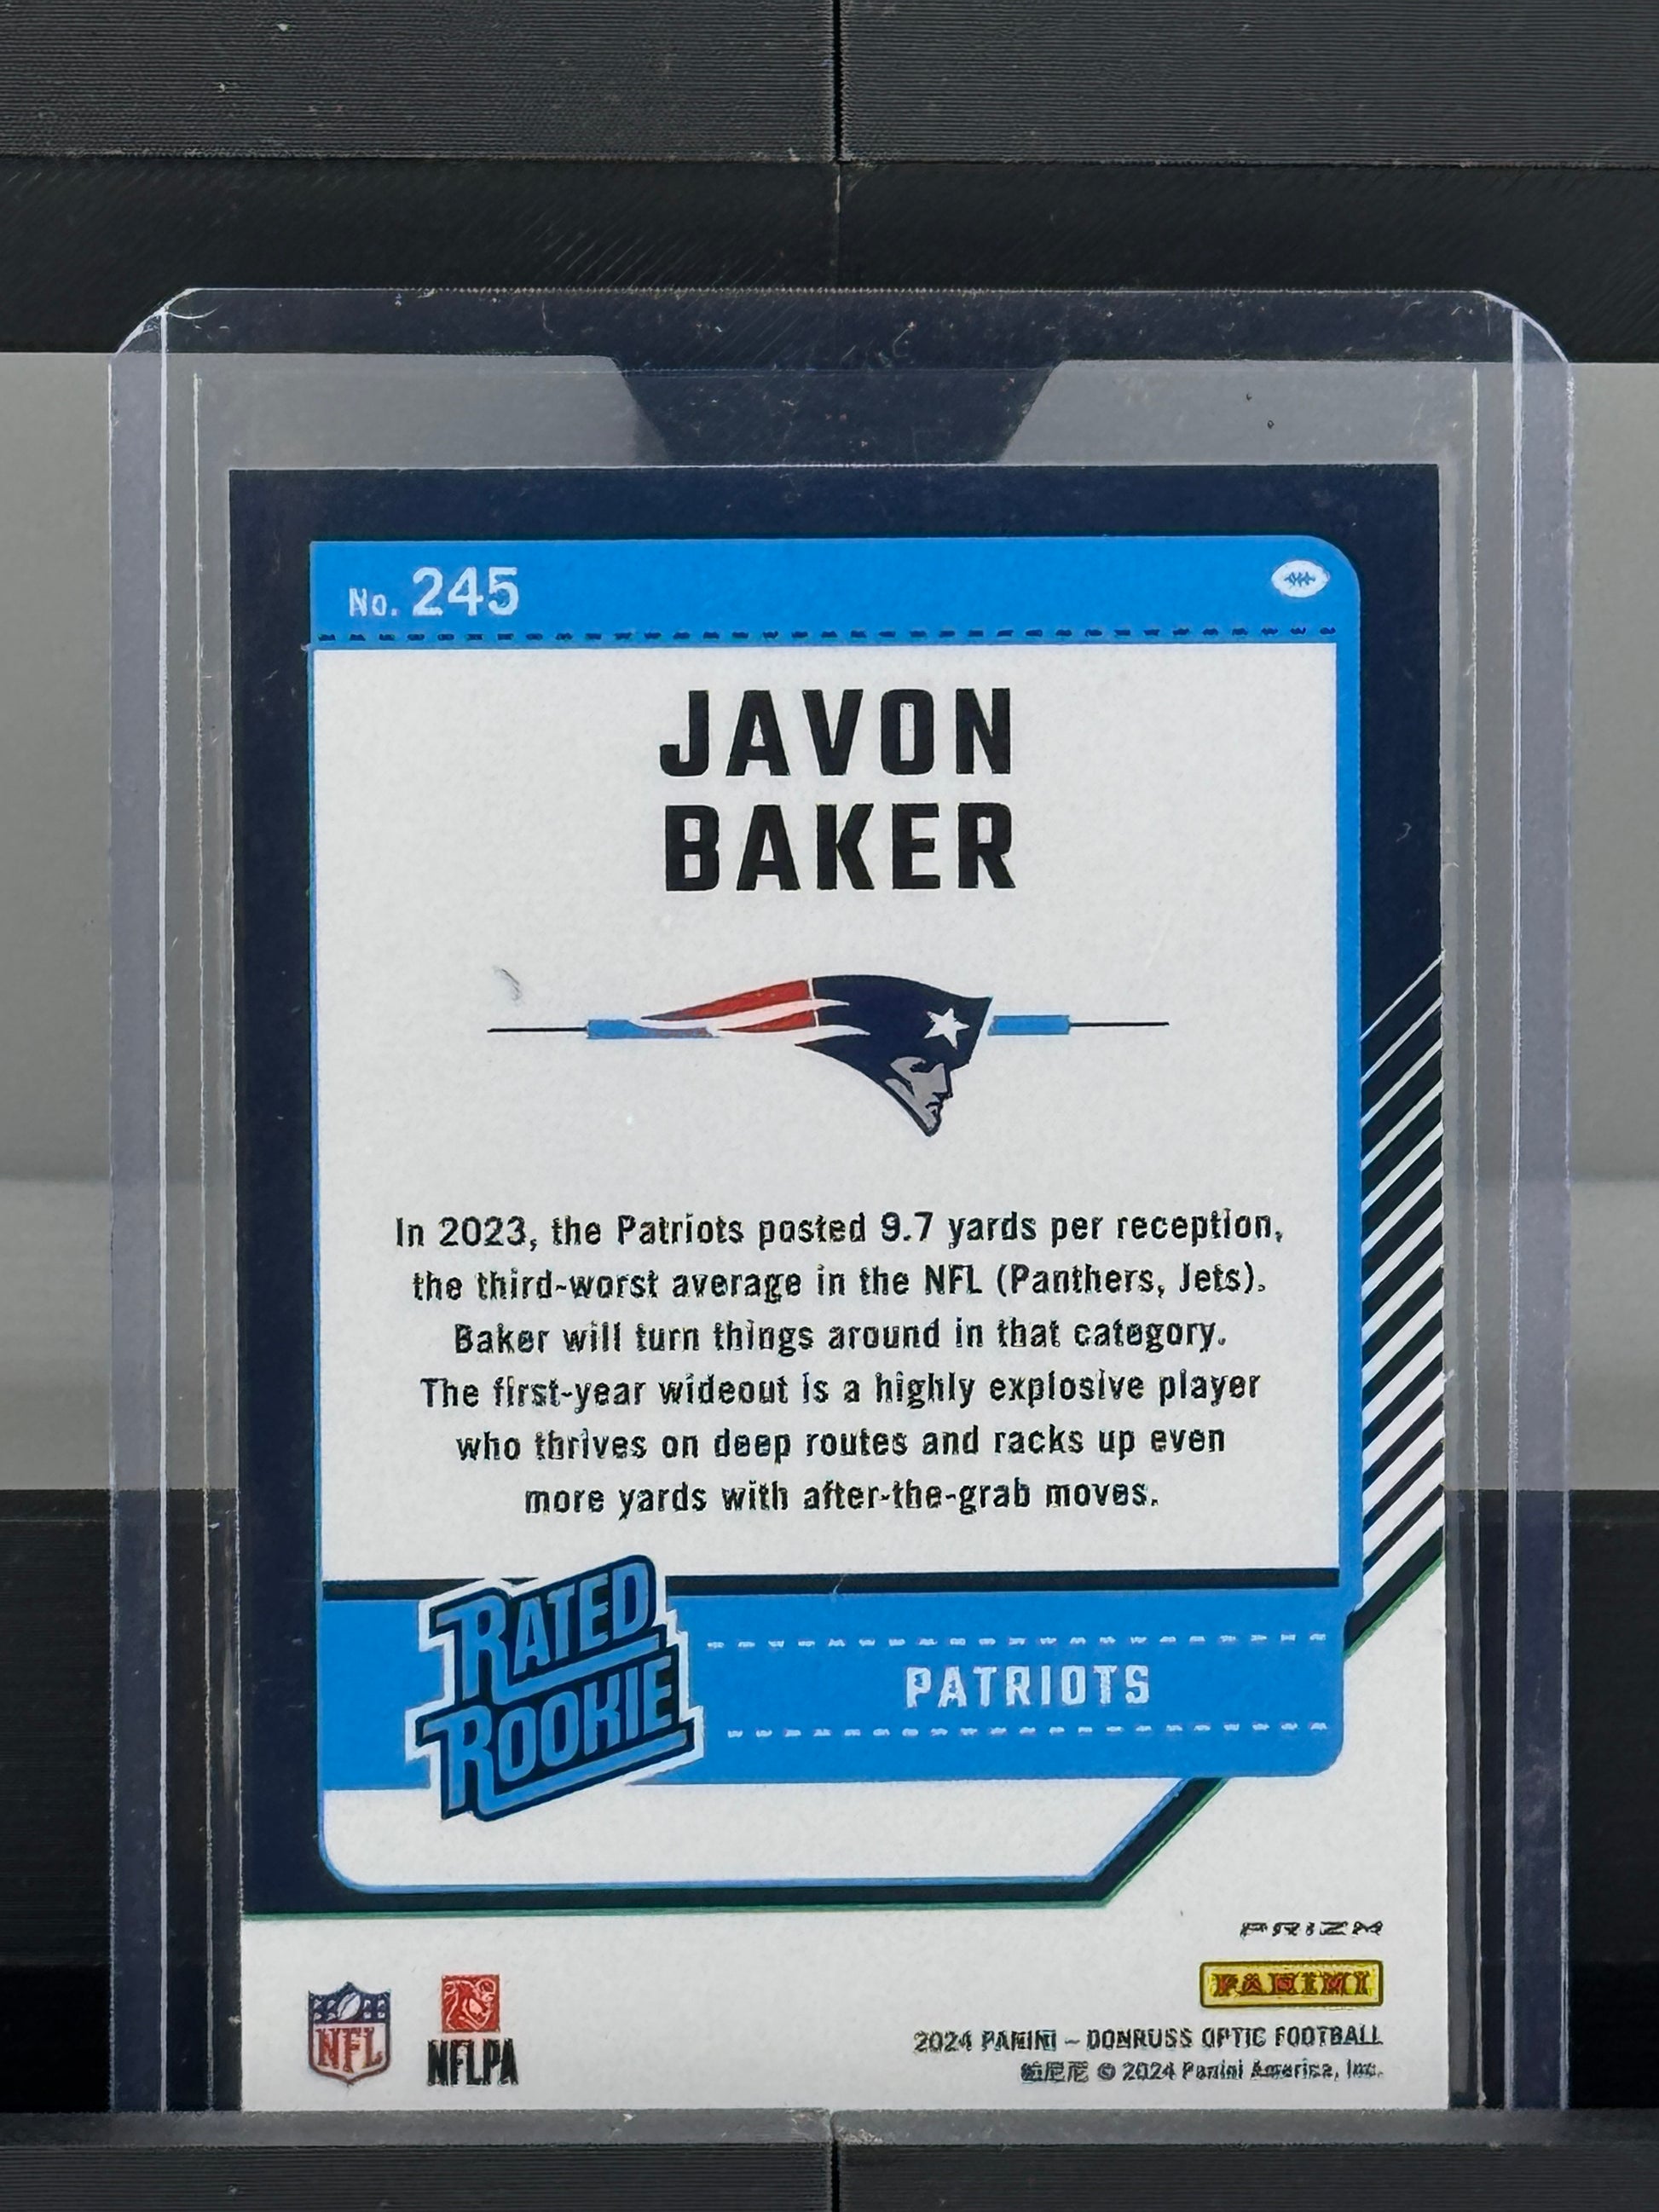 No. 245
JAVON
BAKER
In 2023, the Patriots posted 9.7 yards per reception,
the third-worst average in the NFL (Panthers, Jets).
Baker will turn things around in that category.
The first-year wideout is a highly explosive player
who thrives on deep routes and racks up even
more yards with after-the-grab moves.
RATED
ROOKIE
PATRIOTS
PRIZM
PANINI
NFL
NFLPA
2024 PANINI – DONRUSS OPTIC FOOTBALL
© 2024 Panini America, Inc.